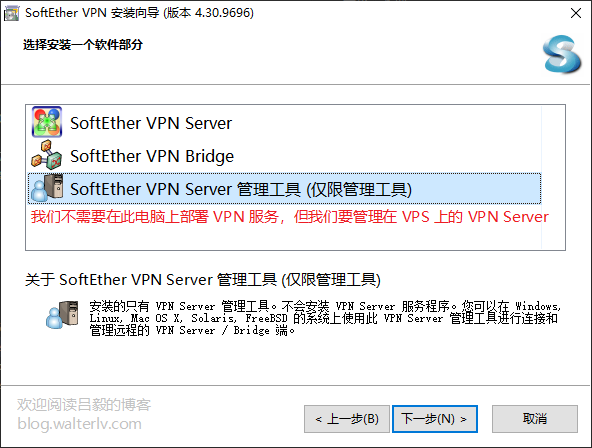 SoftEther VPN 安装向导 (版本 4.30.9696)
选择安装一个软件部分
SoftEther VPN Server
SoftEther VPN Bridge
SoftEther VPN Server 管理工具 (仅限管理工具)
我们不需要在此电脑上部署 VPN 服务，但我们要管理在 VPS 上的 VPN Server
关于 SoftEther VPN Server 管理工具 (仅限管理工具)
安装的只有 VPN Server 管理工具。不会安装 VPN Server 服务程序。您可以在 Windows,
Linux, Mac OS X, Solaris, FreeBSD 的系统上使用此 VPN Server 管理工具进行连接和
管理远程的 VPN Server / Bridge 端。
欢迎阅读吕毅的博客
blog.walterlv.com
< 上一步(B)
下一步(N) >
取消